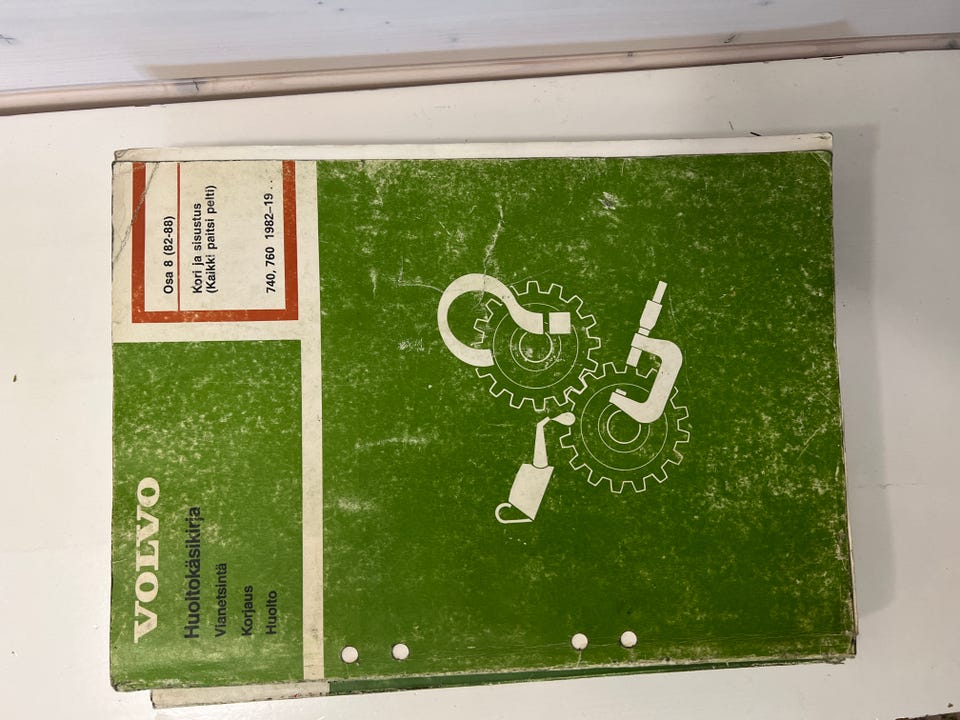 VOLVO
Huoltokäsikirja
Vianetsintä
Korjaus
Huolto
Osa 8 (82-88)
Kori ja sisustus
(Kaikki paitsi pelti)
740, 760 1982–19 . .